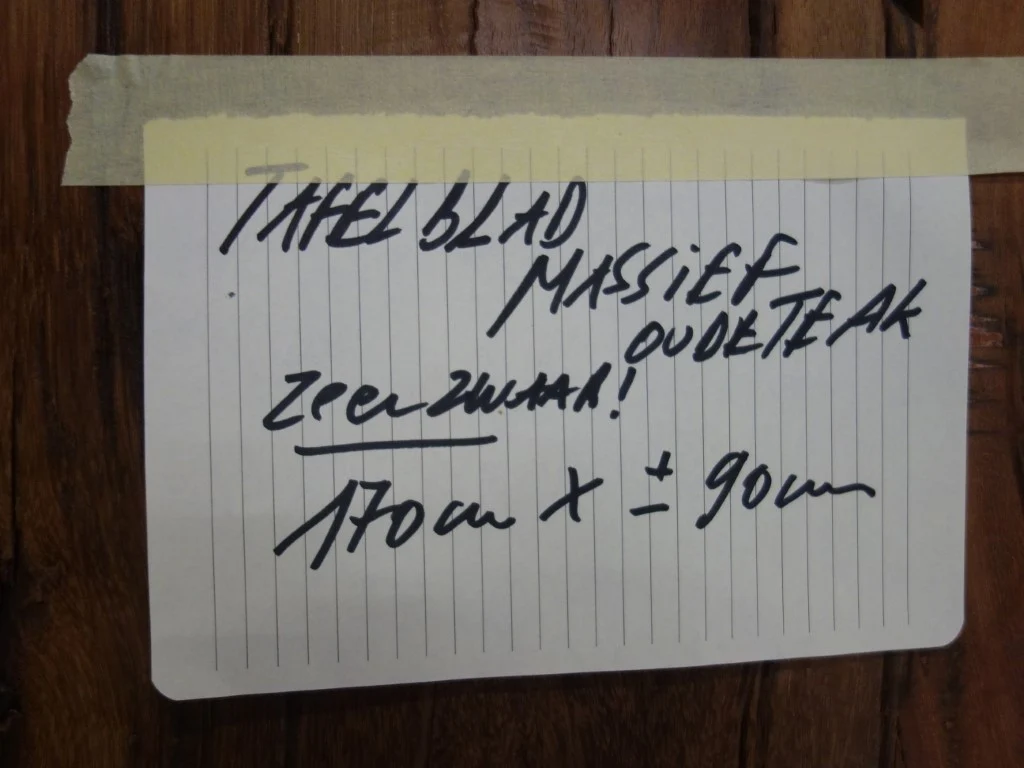 TAFELBLAD
MASSiEF
OUDE TEAK
Zeer ZWAAR!
170cm x ± 90cm